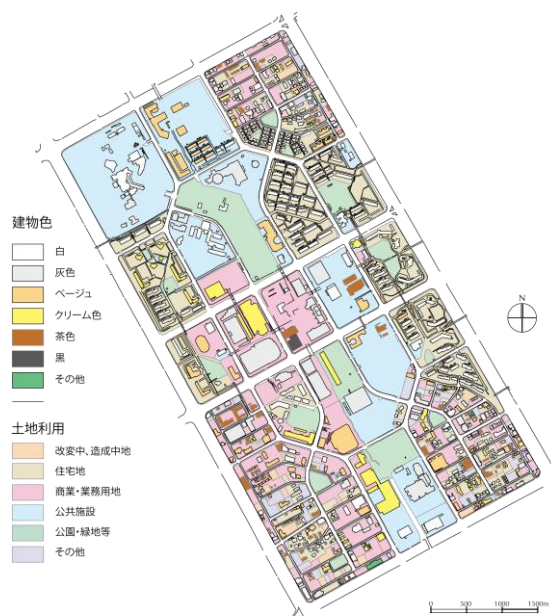 N
建物色
白
灰色
ベージュ
クリーム色
茶色
黒
その他
土地利用
改変中、造成中地
住宅地
商業・業務用地
公共施設
公園・緑地等
その他
0 500 1000 1500m